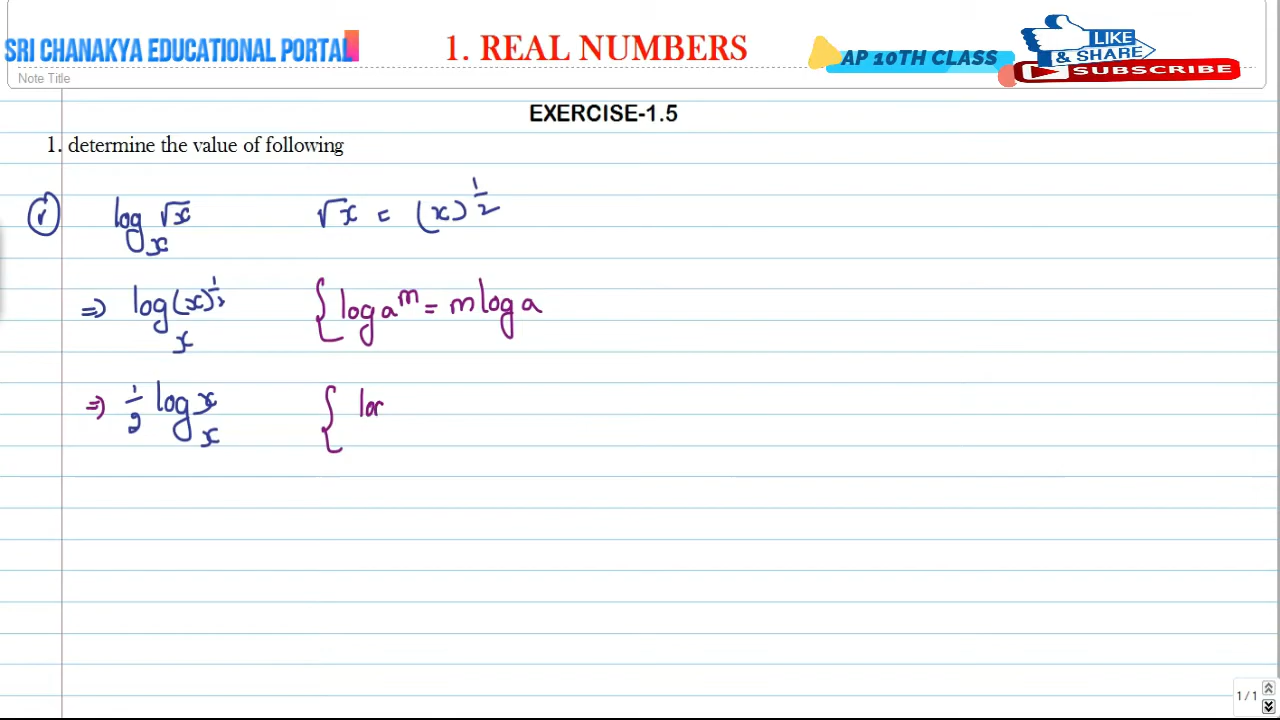 SRI CHANAKYA EDUCATIONAL PORTAL
1. REAL NUMBERS
AP 10TH CLASS
LIKE
& SHARE
SUBSCRIBE
Note Title
EXERCISE-1.5
1. determine the value of following
log_x √x √x = (x)^1/2
⇒ log_x (x)^1/2 { log a^m = m log a
⇒ 1/2 log_x x {
1/1